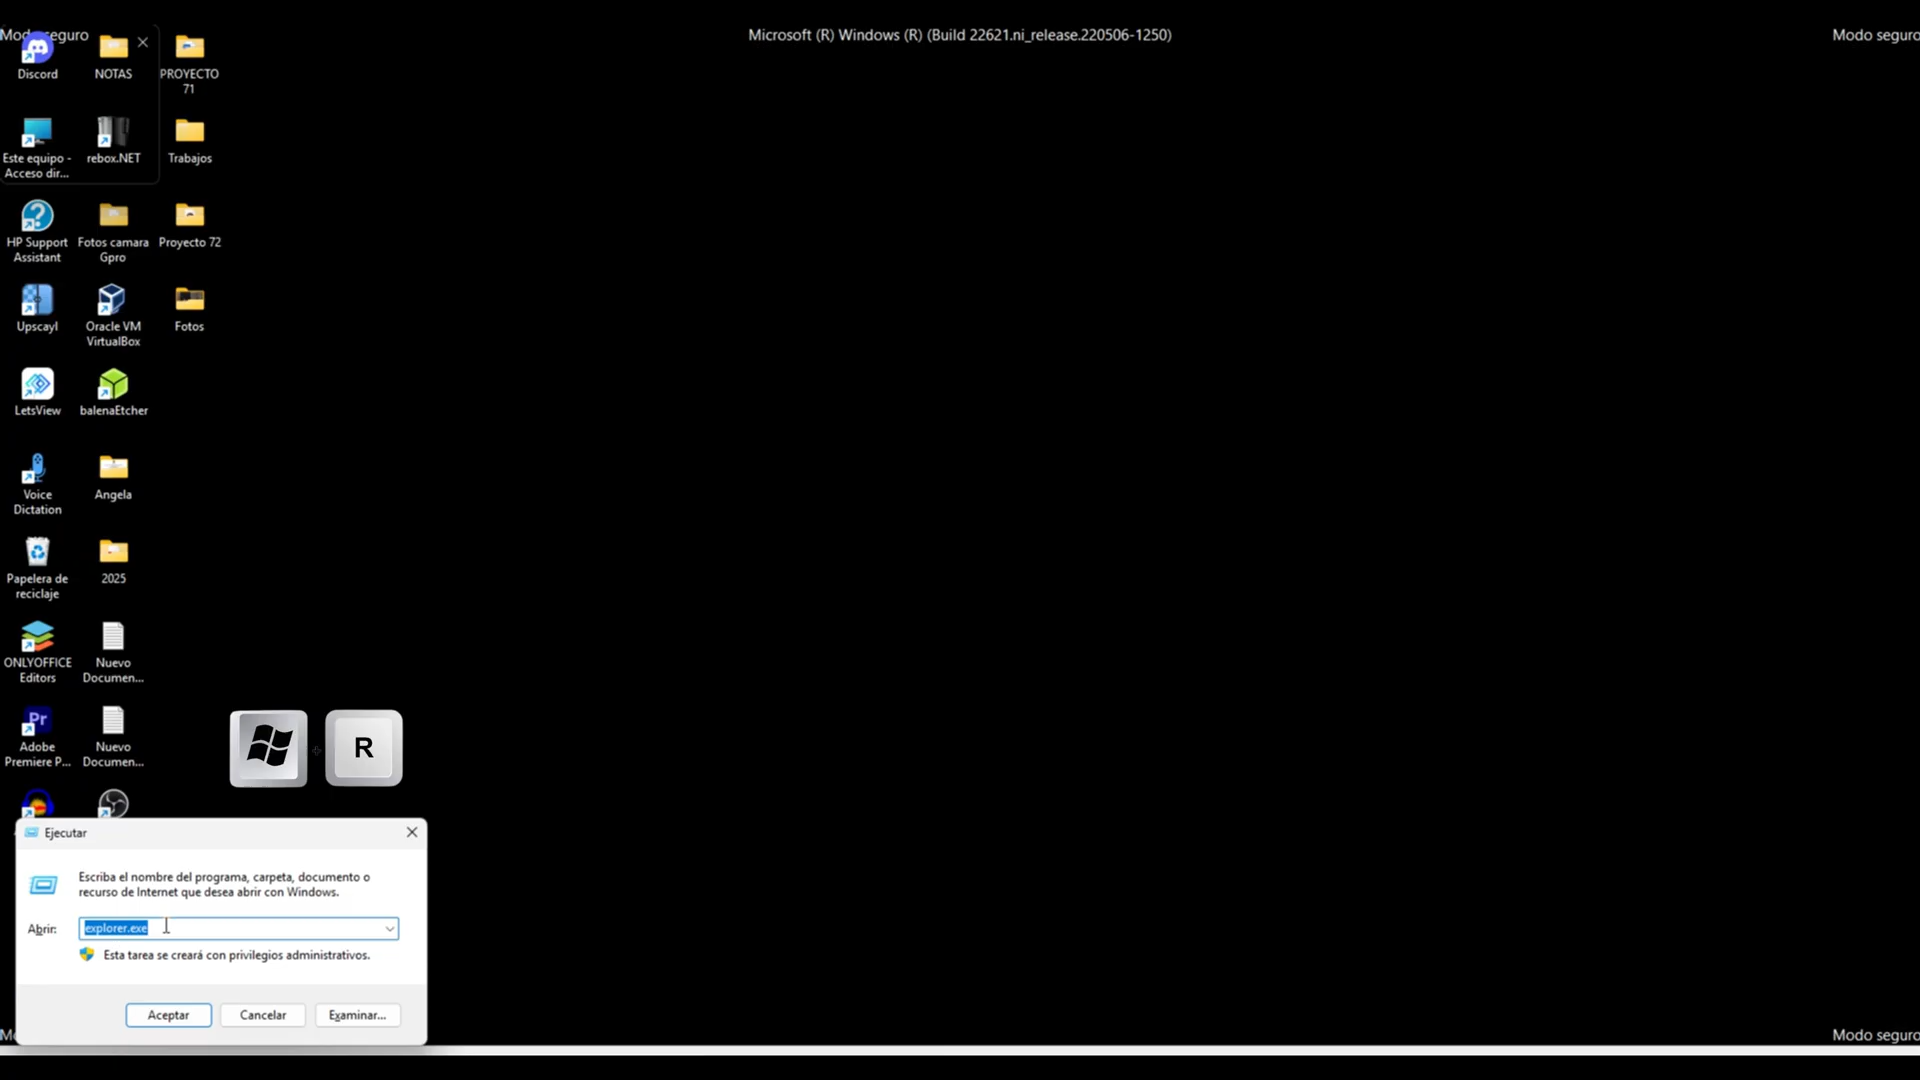 Modo seguro
Microsoft (R) Windows (R) (Build 22621.ni_release.220506-1250)
Modo seguro
Discord
NOTAS
PROYECTO
71
Este equipo -
Acceso dir...
rebox.NET
Trabajos
HP Support
Assistant
Fotos camara
Gpro
Proyecto 72
Upscayl
Oracle VM
VirtualBox
Fotos
LetsView
balenaEtcher
Voice
Dictation
Angela
Papelera de
reciclaje
2025
ONLYOFFICE
Editors
Nuevo
Documen...
Pr
Adobe
Premiere P...
Nuevo
Documen...
+
R
Ejecutar
Escriba el nombre del programa, carpeta, documento o
recurso de Internet que desea abrir con Windows.
Abrir:
explorer.exe
Esta tarea se creará con privilegios administrativos.
Aceptar
Cancelar
Examinar...
Modo seguro